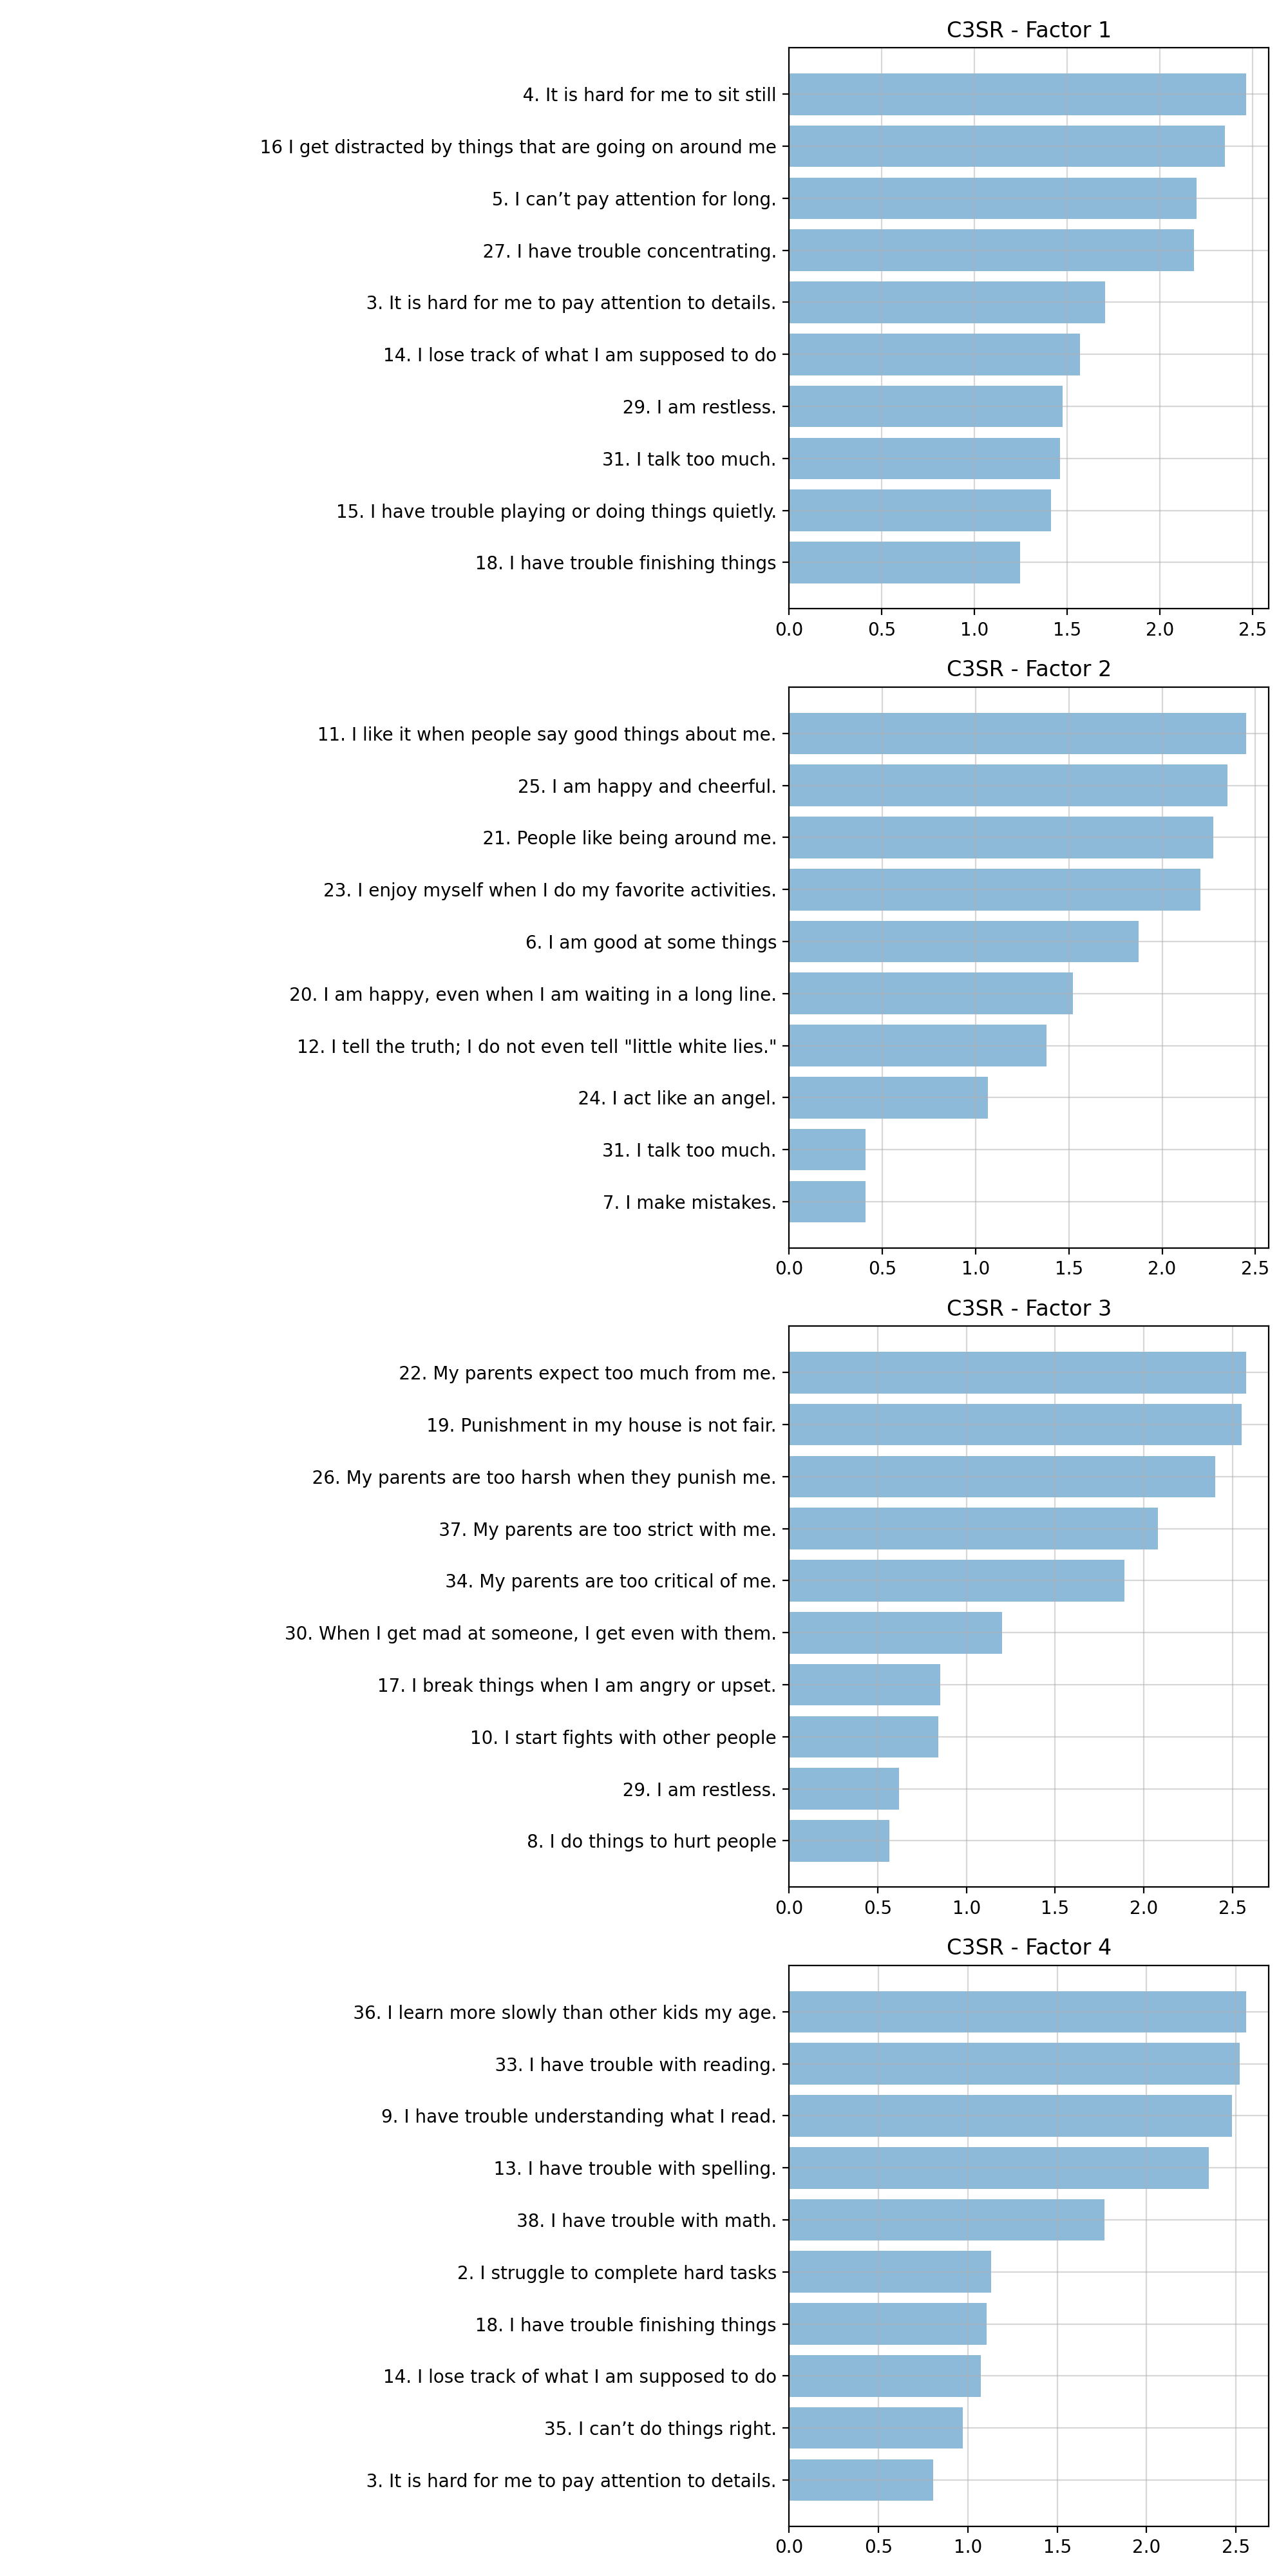 C3SR - Factor 1
4. It is hard for me to sit still
16 I get distracted by things that are going on around me
5. I can’t pay attention for long.
27. I have trouble concentrating.
3. It is hard for me to pay attention to details.
14. I lose track of what I am supposed to do
29. I am restless.
31. I talk too much.
15. I have trouble playing or doing things quietly.
18. I have trouble finishing things
0.0 0.5 1.0 1.5 2.0 2.5
C3SR - Factor 2
11. I like it when people say good things about me.
25. I am happy and cheerful.
21. People like being around me.
23. I enjoy myself when I do my favorite activities.
6. I am good at some things
20. I am happy, even when I am waiting in a long line.
12. I tell the truth; I do not even tell "little white lies."
24. I act like an angel.
31. I talk too much.
7. I make mistakes.
0.0 0.5 1.0 1.5 2.0 2.5
C3SR - Factor 3
22. My parents expect too much from me.
19. Punishment in my house is not fair.
26. My parents are too harsh when they punish me.
37. My parents are too strict with me.
34. My parents are too critical of me.
30. When I get mad at someone, I get even with them.
17. I break things when I am angry or upset.
10. I start fights with other people
29. I am restless.
8. I do things to hurt people
0.0 0.5 1.0 1.5 2.0 2.5
C3SR - Factor 4
36. I learn more slowly than other kids my age.
33. I have trouble with reading.
9. I have trouble understanding what I read.
13. I have trouble with spelling.
38. I have trouble with math.
2. I struggle to complete hard tasks
18. I have trouble finishing things
14. I lose track of what I am supposed to do
35. I can’t do things right.
3. It is hard for me to pay attention to details.
0.0 0.5 1.0 1.5 2.0 2.5